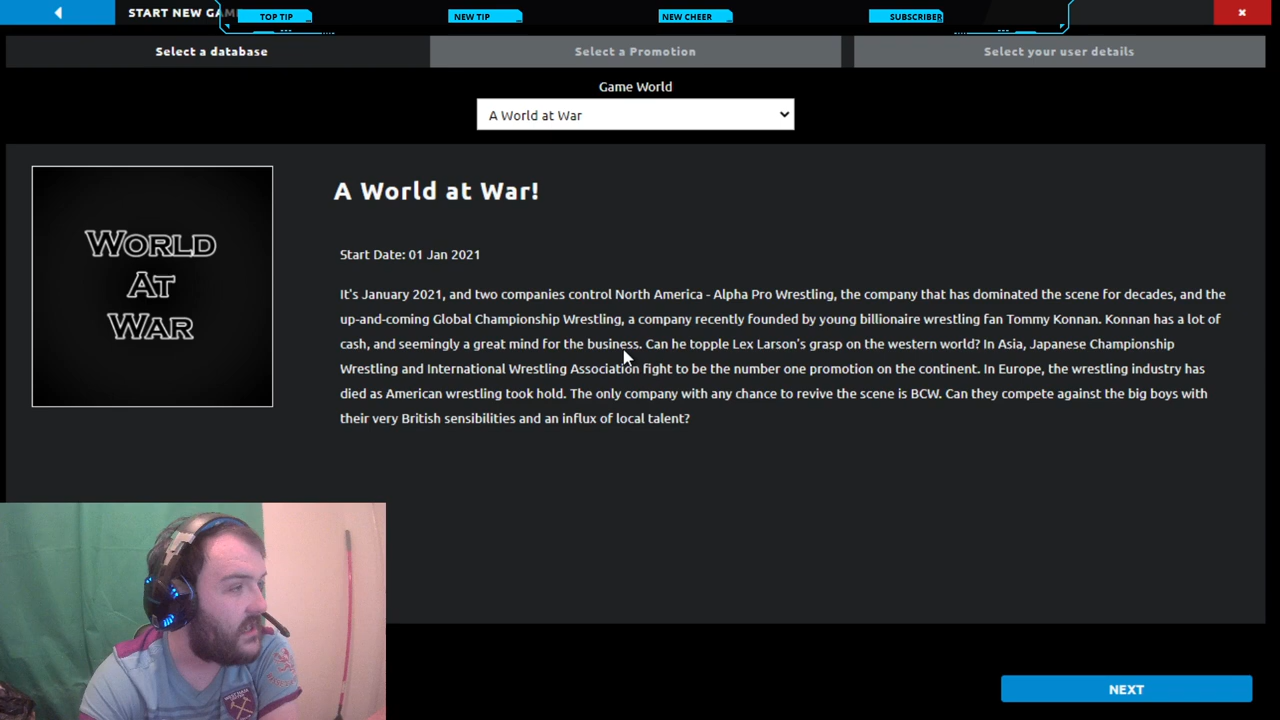 START NEW GAM
TOP TIP
NEW TIP
NEW CHEER
SUBSCRIBER
Select a database
Select a Promotion
Select your user details
Game World
A World at War
WORLD
AT
WAR
A World at War!
Start Date: 01 Jan 2021
It's January 2021, and two companies control North America - Alpha Pro Wrestling, the company that has dominated the scene for decades, and the
up-and-coming Global Championship Wrestling, a company recently founded by young billionaire wrestling fan Tommy Konnan. Konnan has a lot of
cash, and seemingly a great mind for the business. Can he topple Lex Larson's grasp on the western world? In Asia, Japanese Championship
Wrestling and International Wrestling Association fight to be the number one promotion on the continent. In Europe, the wrestling industry has
died as American wrestling took hold. The only company with any chance to revive the scene is BCW. Can they compete against the big boys with
their very British sensibilities and an influx of local talent?
NEXT